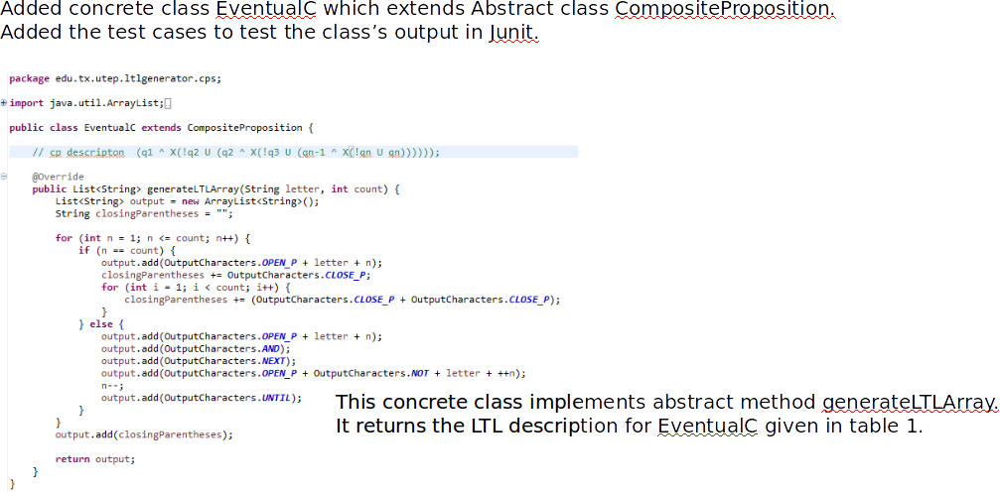 Added concrete class EventualC which extends Abstract class CompositeProposition.
Added the test cases to test the class’s output in Junit.
package edu.tx.utep.ltlgenerator.cps;
import java.util.ArrayList;
public class EventualC extends CompositeProposition {
// cp descripton (q1 ^ X(!q2 U (q2 ^ X(!q3 U (qn-1 ^ X(!qn U qn))))));
@Override
public List<String> generateLTLArray(String letter, int count) {
List<String> output = new ArrayList<String>();
String closingParentheses = "";
for (int n = 1; n <= count; n++) {
if (n == count) {
output.add(OutputCharacters.OPEN_P + letter + n);
closingParentheses += OutputCharacters.CLOSE_P;
for (int i = 1; i < count; i++) {
closingParentheses += (OutputCharacters.CLOSE_P + OutputCharacters.CLOSE_P);
}
} else {
output.add(OutputCharacters.OPEN_P + letter + n);
output.add(OutputCharacters.AND);
output.add(OutputCharacters.NEXT);
output.add(OutputCharacters.OPEN_P + OutputCharacters.NOT + letter + ++n);
n--;
output.add(OutputCharacters.UNTIL);
}
}
output.add(closingParentheses);
return output;
}
}
This concrete class implements abstract method generateLTLArray.
It returns the LTL description for EventualC given in table 1.